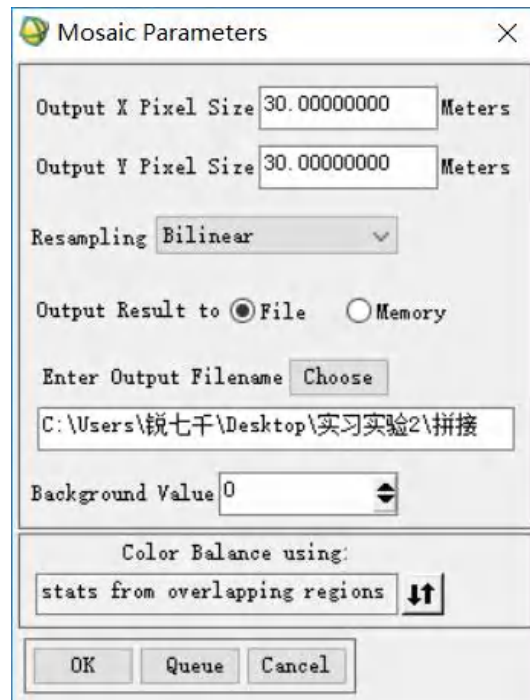 Mosaic Parameters
Output X Pixel Size 30.00000000 Meters
Output Y Pixel Size 30.00000000 Meters
Resampling Bilinear
Output Result to File Memory
Enter Output Filename Choose
C:\Users\锐七千\Desktop\实习实验2\拼接
Background Value 0
Color Balance using:
stats from overlapping regions
OK Queue Cancel